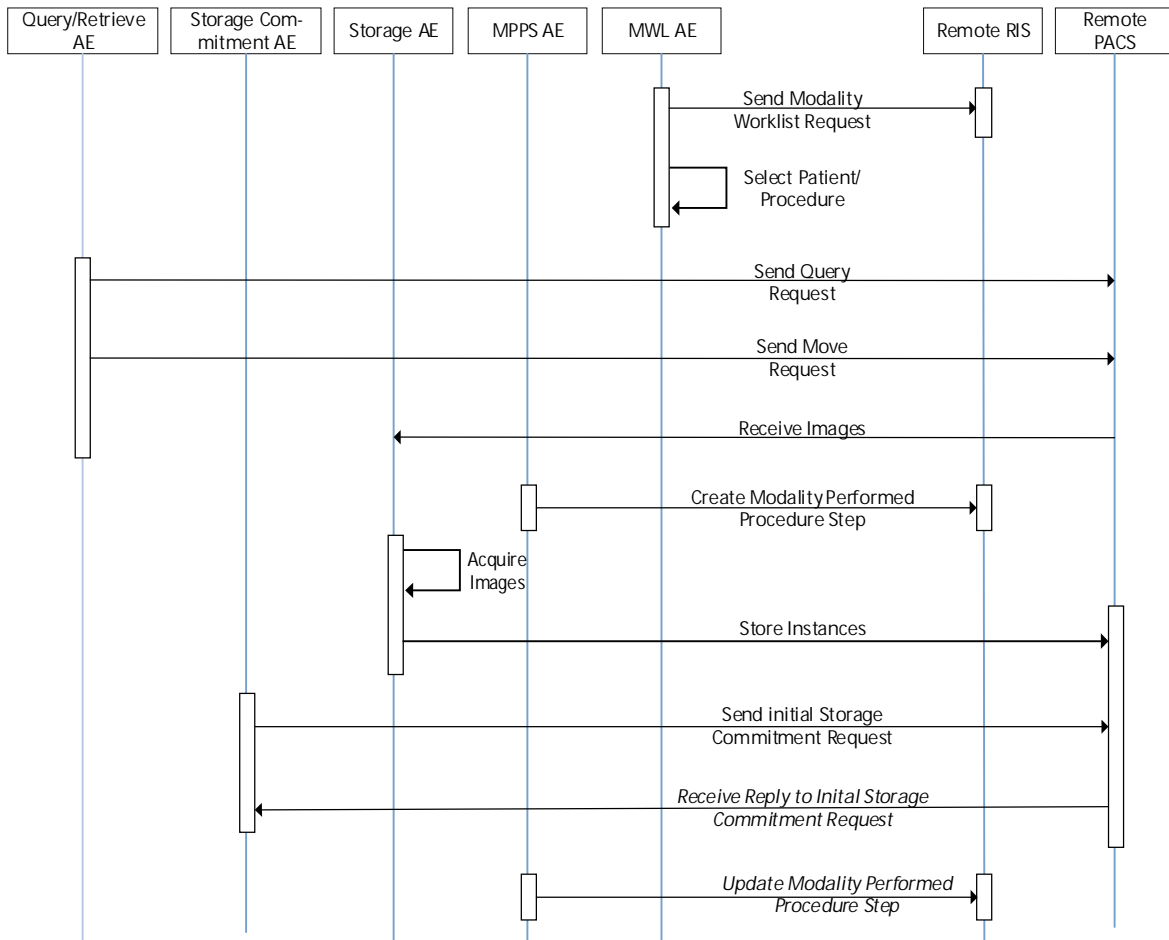 Query/Retrieve
AE
Storage Com-
mitment AE
Storage AE
MPPS AE
MWL AE
Remote RIS
Remote
PACS
Send Modality
Worklist Request
Select Patient/
Procedure
Send Query
Request
Send Move
Request
Receive Images
Create Modality Performed
Procedure Step
Acquire
Images
Store Instances
Send initial Storage
Commitment Request
Receive Reply to Inital Storage
Commitment Request
Update Modality Performed
Procedure Step